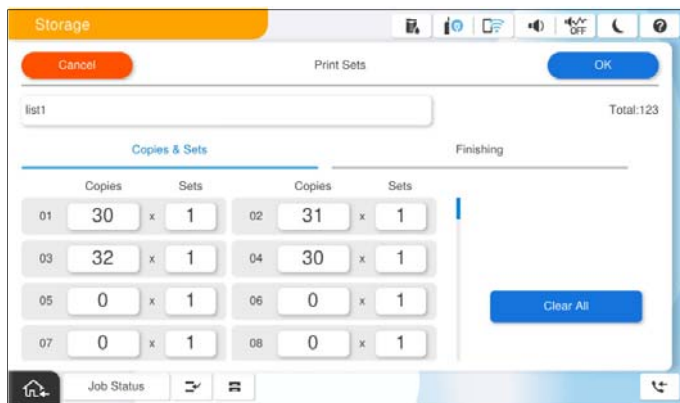 Storage
OFF
Cancel Print Sets OK
list1 Total:123
Copies & Sets Finishing
Copies Sets Copies Sets
01 30 x 1 02 31 x 1
03 32 x 1 04 30 x 1
05 0 x 1 06 0 x 1
Clear All
07 0 x 1 08 0 x 1
Job Status